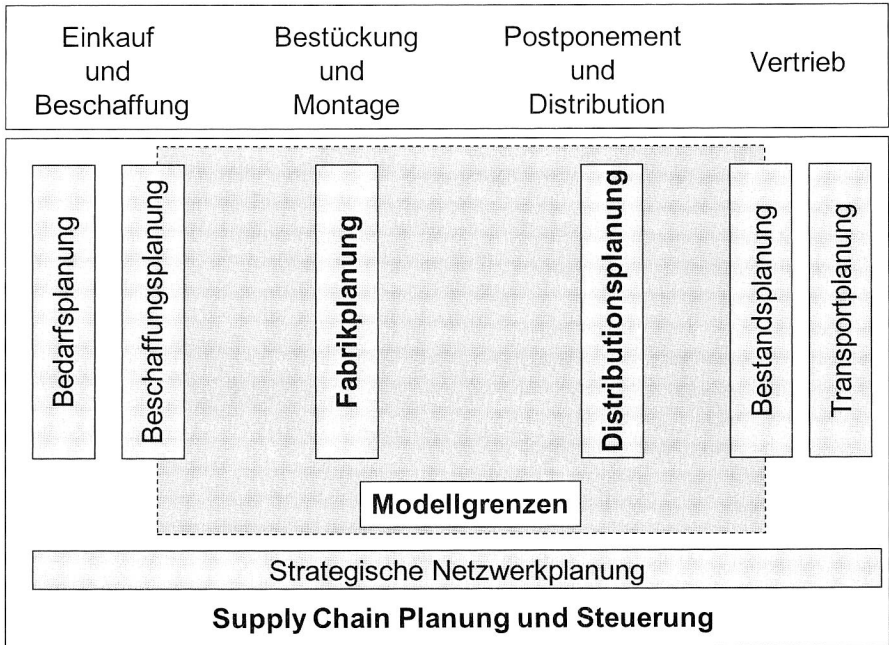 Einkauf
und
Beschaffung
Bestückung
und
Montage
Postponement
und
Distribution
Vertrieb
Bedarfsplanung
Beschaffungsplanung
Fabrikplanung
Distributionsplanung
Bestandsplanung
Transportplanung
Modellgrenzen
Strategische Netzwerkplanung
Supply Chain Planung und Steuerung